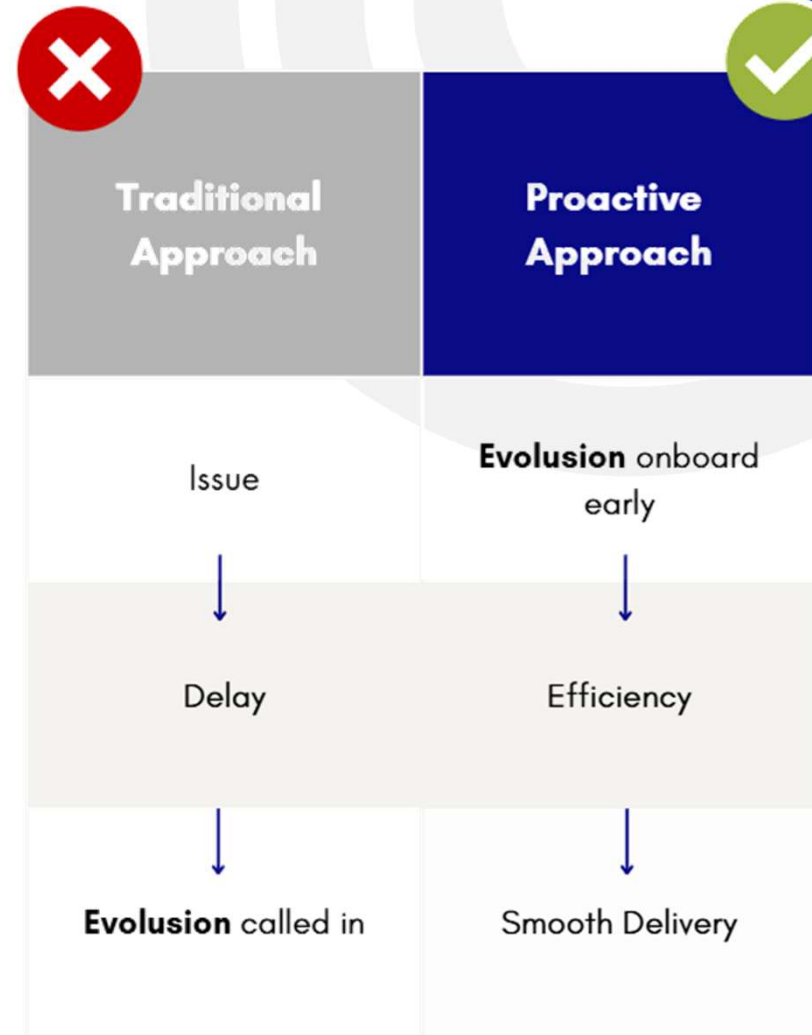 Traditional
Approach
Proactive
Approach
Issue
Evolusion onboard
early
Delay
Efficiency
Evolusion called in
Smooth Delivery